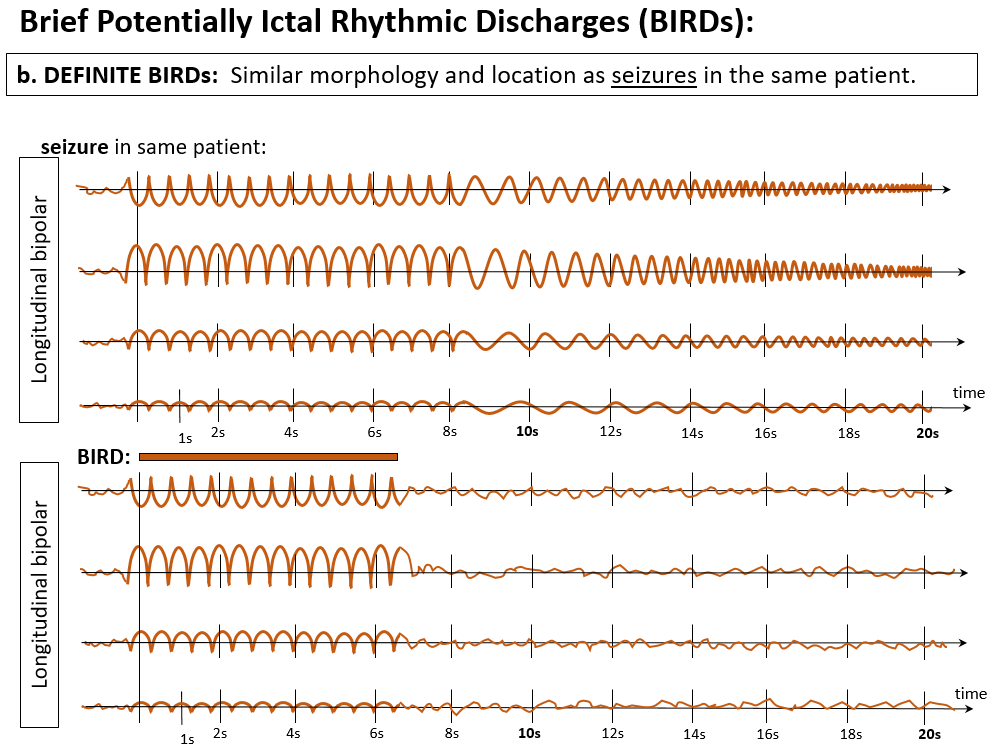 Brief Potentially Ictal Rhythmic Discharges (BIRDs):
b. DEFINITE BIRDs: Similar morphology and location as seizures in the same patient.
seizure in same patient:
Longitudinal bipolar
time
1s 2s 4s 6s 8s 10s 12s 14s 16s 18s 20s
BIRD:
Longitudinal bipolar
time
1s 2s 4s 6s 8s 10s 12s 14s 16s 18s 20s